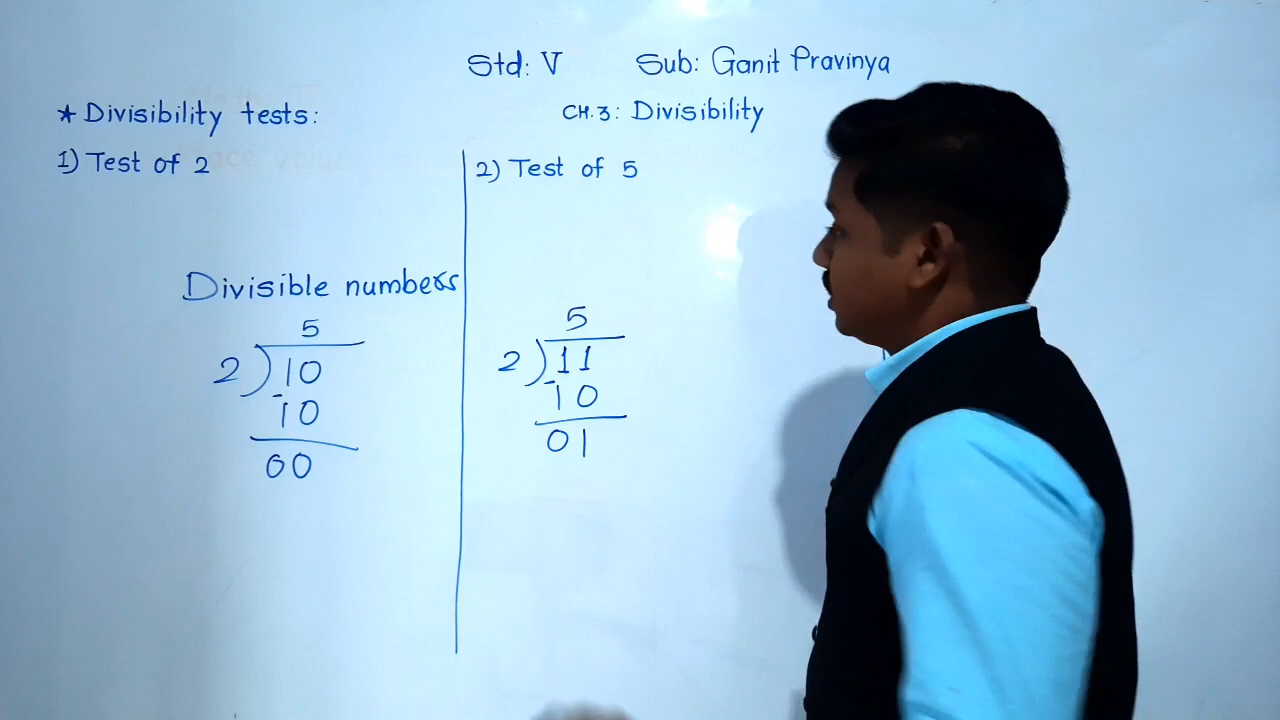 Std: V Sub: Ganit Pravinya
CH.3: Divisibility
* Divisibility tests:
1) Test of 2
Divisible numbers
5
2 ) 10
- 10
00
2) Test of 5
5
2 ) 11
- 10
01